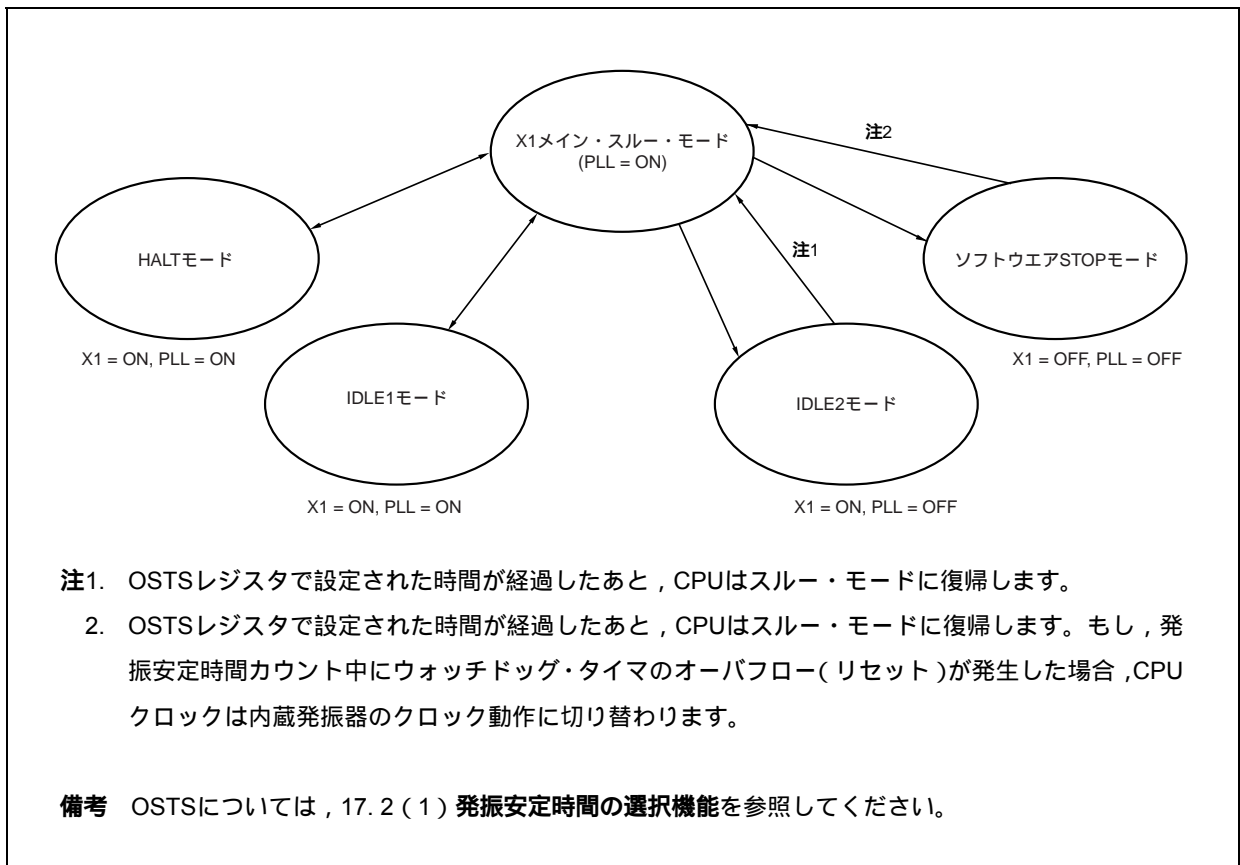 X1メイン・スルー・モード
(PLL = ON)
注2
注1
HALTモード
ソフトウエアSTOPモード
X1 = ON, PLL = ON
X1 = OFF, PLL = OFF
IDLE1モード
IDLE2モード
X1 = ON, PLL = ON
X1 = ON, PLL = OFF
注1. OSTSレジスタで設定された時間が経過したあと，CPUはスルー・モードに復帰します。
2. OSTSレジスタで設定された時間が経過したあと，CPUはスルー・モードに復帰します。もし，発
振安定時間カウント中にウォッチドッグ・タイマのオーバフロー（リセット）が発生した場合，CPU
クロックは内蔵発振器のクロック動作に切り替わります。
備考 OSTSについては，17. 2（1）発振安定時間の選択機能を参照してください。